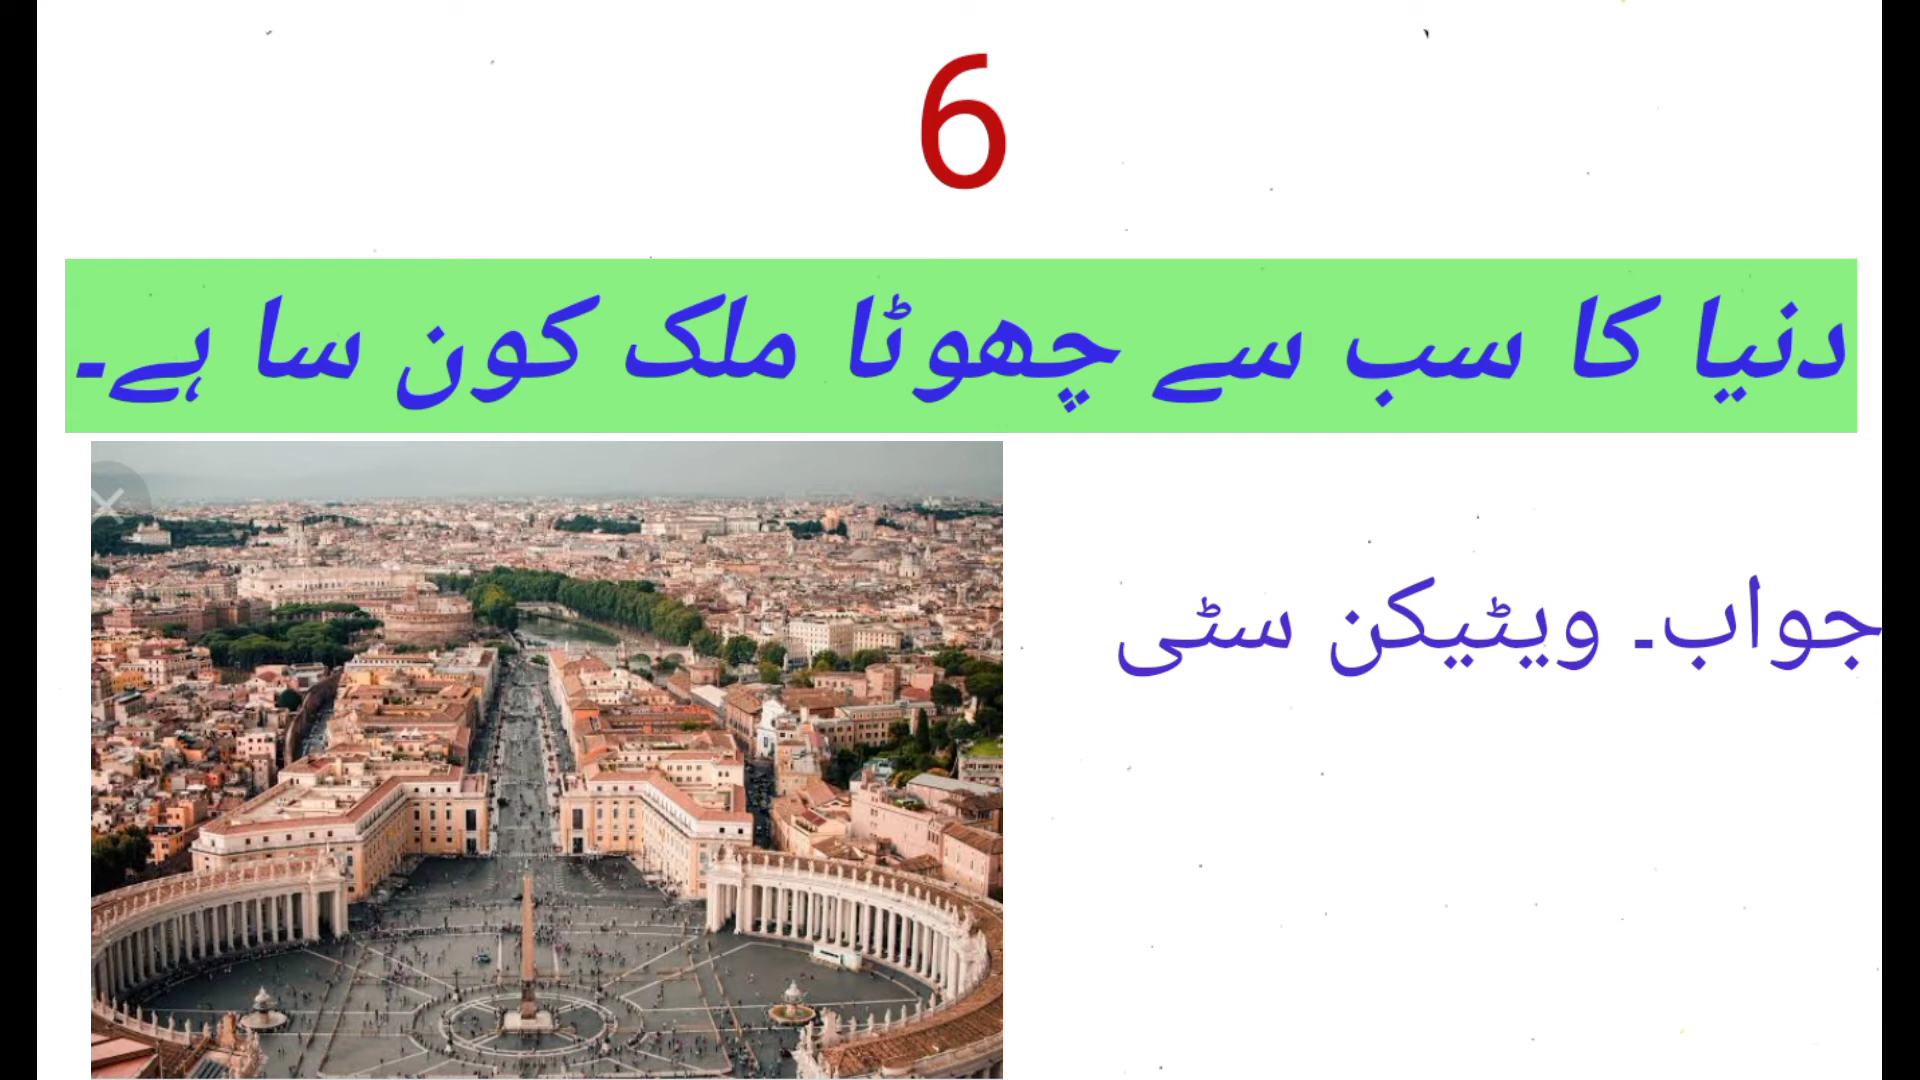 6
دنیا کا سب سے چھوٹا ملک کون سا ہے۔
جواب۔ ویٹیکن سٹی